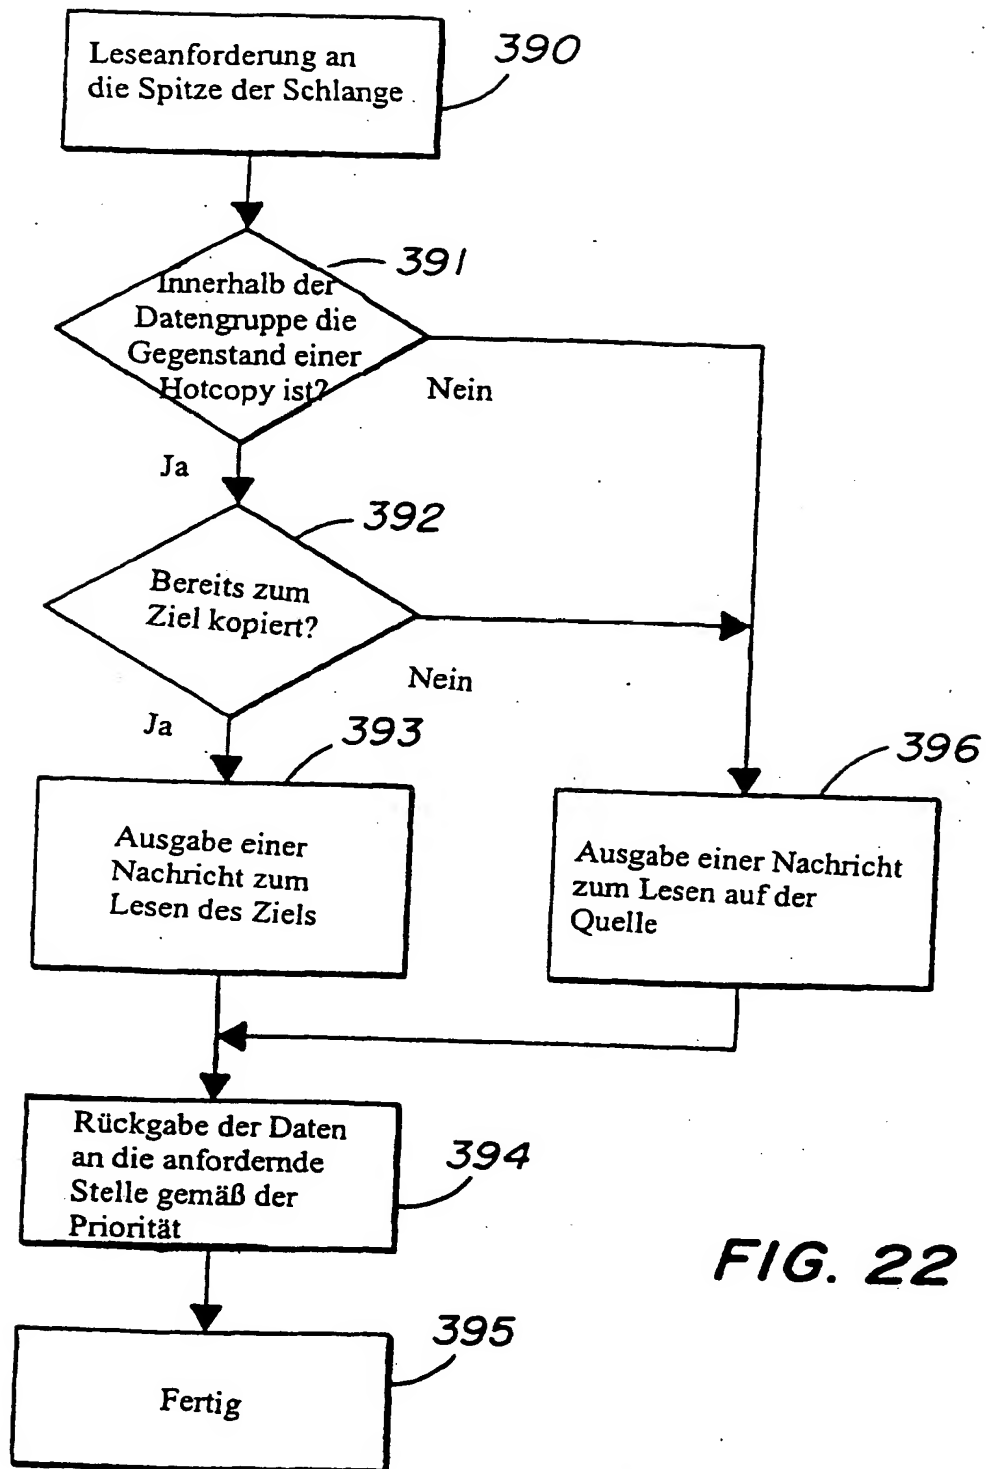 Leseanforderung an
die Spitze der Schlange
390
391
Innerhalb der
Datengruppe die
Gegenstand einer
Hotcopy ist?
Nein
Ja
392
Bereits zum
Ziel kopiert?
Nein
Ja
393
396
Ausgabe einer
Nachricht zum
Lesen des Ziels
Ausgabe einer Nachricht
zum Lesen auf der
Quelle
Rückgabe der Daten
an die anfordernde
Stelle gemäß der
Priorität
394
FIG. 22
395
Fertig